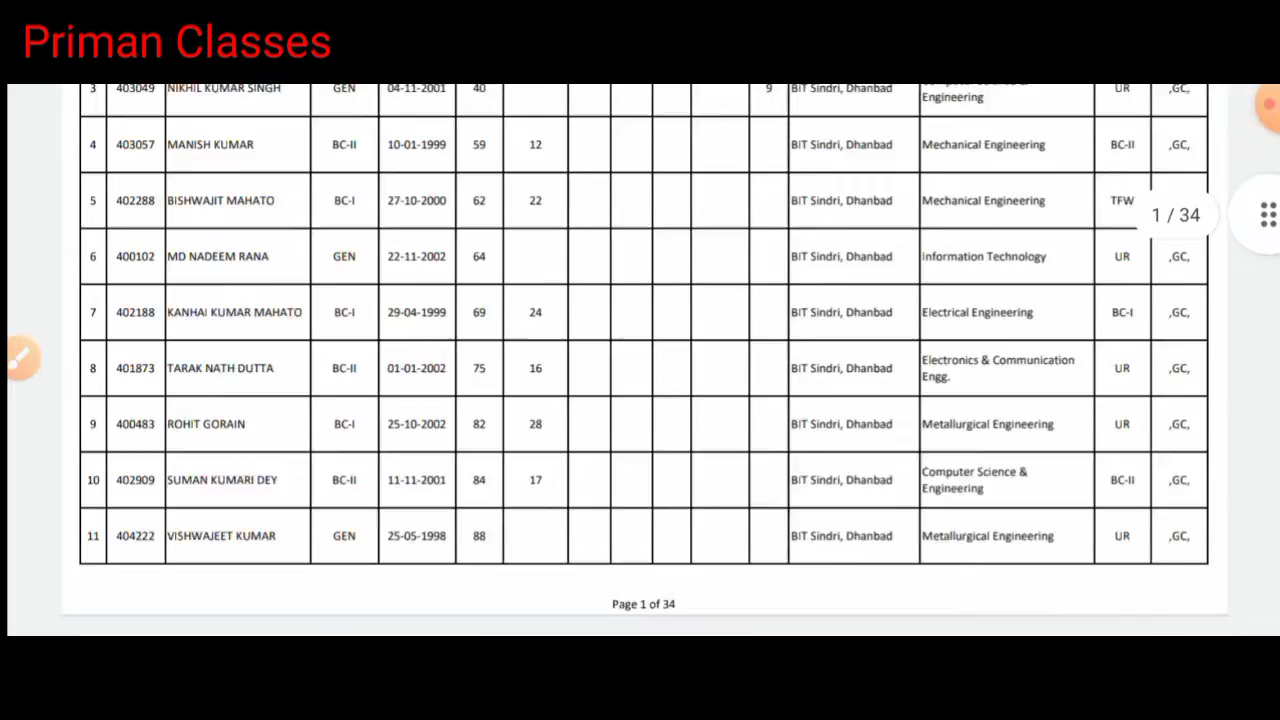 Priman Classes
3 403049 NIKHIL KUMAR SINGH GEN 04-11-2001 40 9 BIT Sindri, Dhanbad Engineering UR ,GC,
4 403057 MANISH KUMAR BC-II 10-01-1999 59 12 BIT Sindri, Dhanbad Mechanical Engineering BC-II ,GC,
5 402288 BISHWAJIT MAHATO BC-I 27-10-2000 62 22 BIT Sindri, Dhanbad Mechanical Engineering TFW
1 / 34
6 400102 MD NADEEM RANA GEN 22-11-2002 64 BIT Sindri, Dhanbad Information Technology UR ,GC,
7 402188 KANHAI KUMAR MAHATO BC-I 29-04-1999 69 24 BIT Sindri, Dhanbad Electrical Engineering BC-I ,GC,
8 401873 TARAK NATH DUTTA BC-II 01-01-2002 75 16 BIT Sindri, Dhanbad Electronics & Communication Engg. UR ,GC,
9 400483 ROHIT GORAIN BC-I 25-10-2002 82 28 BIT Sindri, Dhanbad Metallurgical Engineering UR ,GC,
10 402909 SUMAN KUMARI DEY BC-II 11-11-2001 84 17 BIT Sindri, Dhanbad Computer Science & Engineering BC-II ,GC,
11 404222 VISHWAJEET KUMAR GEN 25-05-1998 88 BIT Sindri, Dhanbad Metallurgical Engineering UR ,GC,
Page 1 of 34